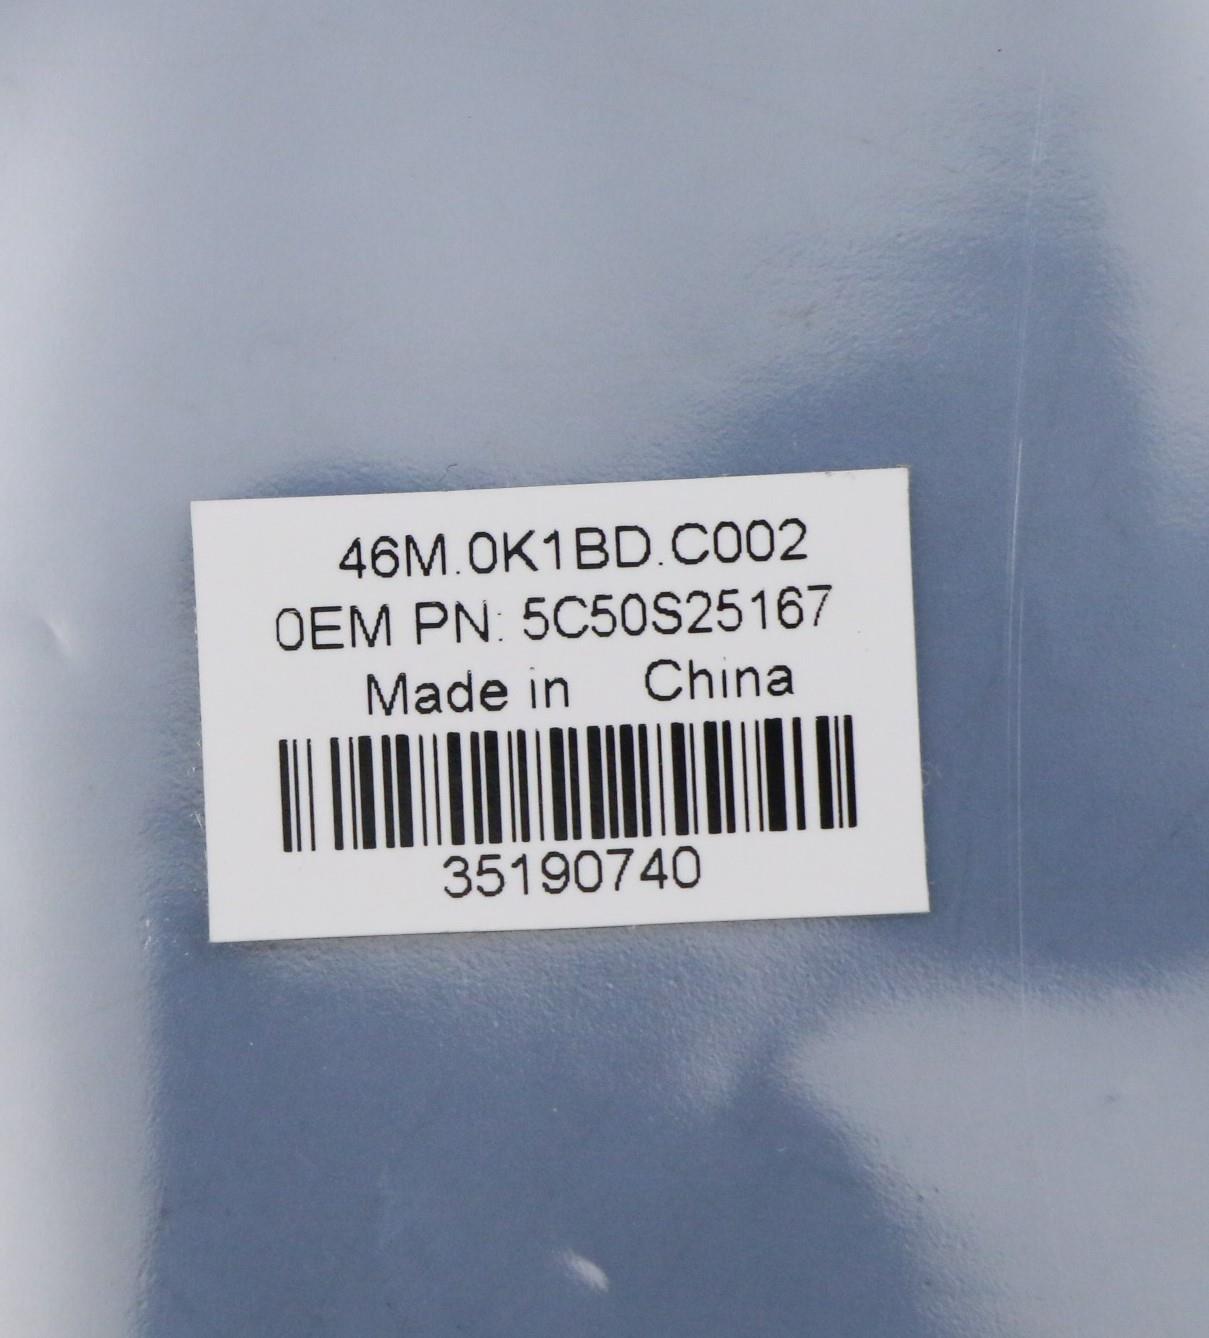 46M.0K1BD.C002
0EM PN: 5C50S25167
Made in China
35190740